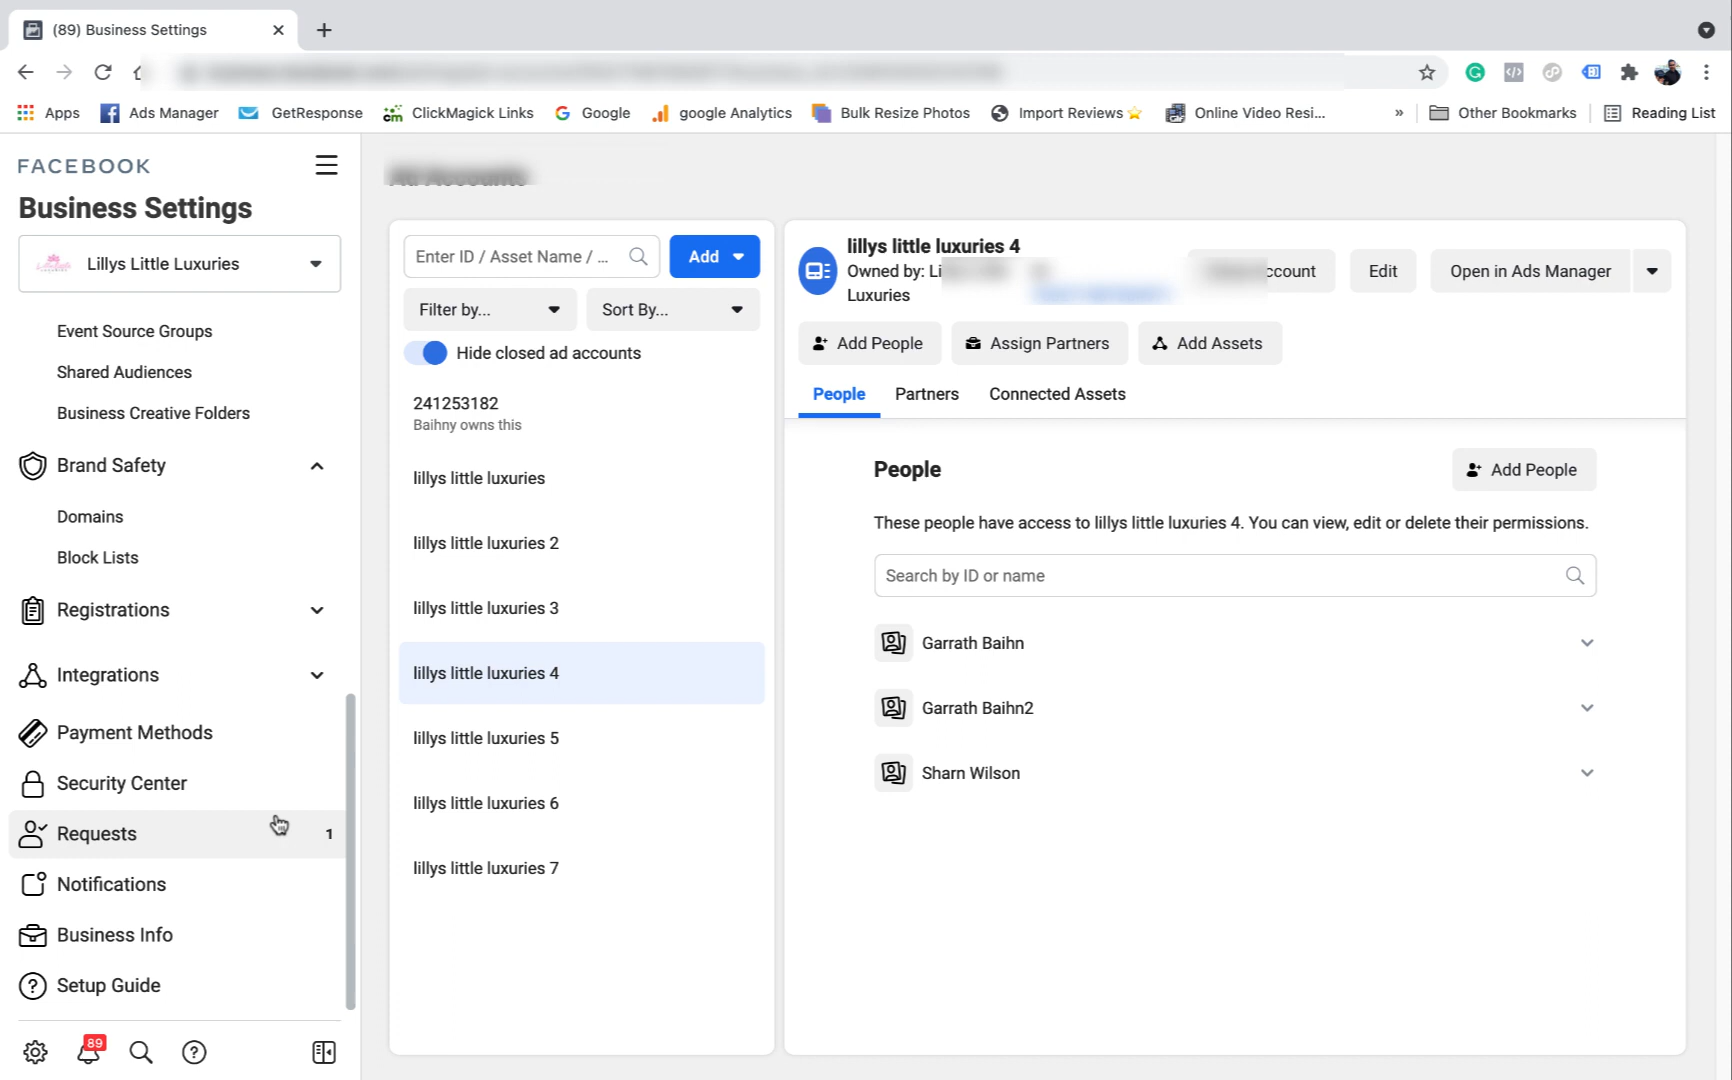 (89) Business Settings
Apps
Ads Manager
GetResponse
ClickMagick Links
Google
google Analytics
Bulk Resize Photos
Import Reviews⭐
Online Video Resi...
»
Other Bookmarks
Reading List
FACEBOOK
Business Settings
Lillys Little Luxuries
Event Source Groups
Shared Audiences
Business Creative Folders
Brand Safety
Domains
Block Lists
Registrations
Integrations
Payment Methods
Security Center
Requests 1
Notifications
Business Info
Setup Guide
89
Enter ID / Asset Name / ...
Add
Filter by...
Sort By...
Hide closed ad accounts
241253182
Baihny owns this
lillys little luxuries
lillys little luxuries 2
lillys little luxuries 3
lillys little luxuries 4
lillys little luxuries 5
lillys little luxuries 6
lillys little luxuries 7
lillys little luxuries 4
Owned by:
Luxuries
Edit
Open in Ads Manager
Add People
Assign Partners
Add Assets
People
Partners
Connected Assets
People
Add People
These people have access to lillys little luxuries 4. You can view, edit or delete their permissions.
Search by ID or name
Garrath Baihn
Garrath Baihn2
Sharn Wilson